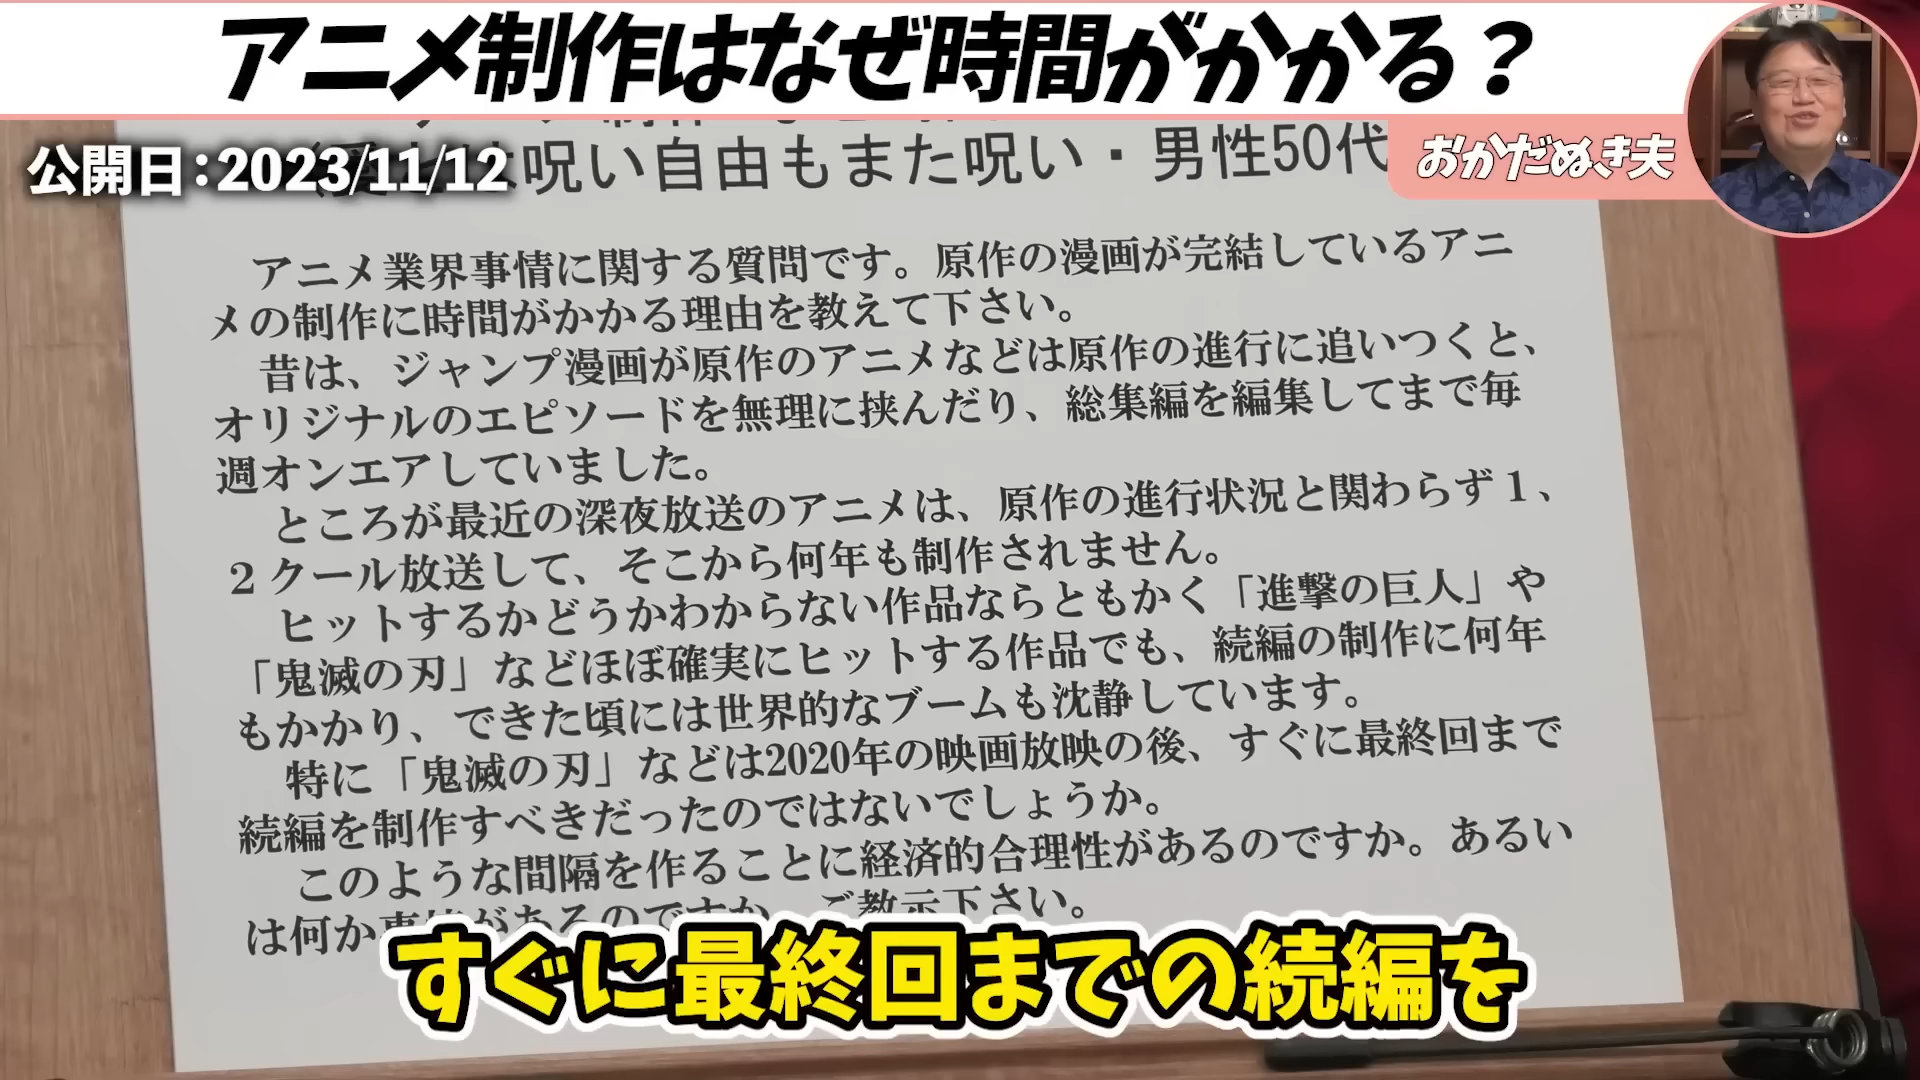 アニメ制作はなぜ時間がかかる？
おかだぬき夫
公開日：2023/11/12
呪い自由もまた呪い・男性50代
アニメ業界事情に関する質問です。原作の漫画が完結しているアニ
メの制作に時間がかかる理由を教えて下さい。
昔は、ジャンプ漫画が原作のアニメなどは原作の進行に追いつくと、
オリジナルのエピソードを無理に挟んだり、総集編を編集してまで毎
週オンエアしていました。
ところが最近の深夜放送のアニメは、原作の進行状況と関わらず１、
２クール放送して、そこから何年も制作されません。
ヒットするかどうかわからない作品ならともかく「進撃の巨人」や
「鬼滅の刃」などほぼ確実にヒットする作品でも、続編の制作に何年
もかかり、できた頃には世界的なブームも沈静しています。
特に「鬼滅の刃」などは2020年の映画放映の後、すぐに最終回まで
続編を制作すべきだったのではないでしょうか。
このような間隔を作ることに経済的合理性があるのですか。あるい
は何か事情があるのですか。ご教示下さい。
すぐに最終回までの続編を